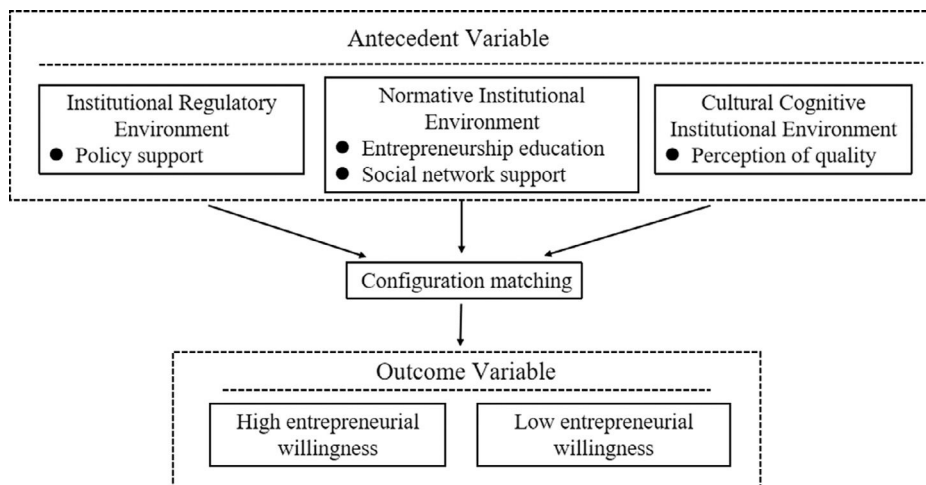 Antecedent Variable
Institutional Regulatory
Environment
● Policy support
Normative Institutional
Environment
● Entrepreneurship education
● Social network support
Cultural Cognitive
Institutional Environment
● Perception of quality
Configuration matching
Outcome Variable
High entrepreneurial
willingness
Low entrepreneurial
willingness